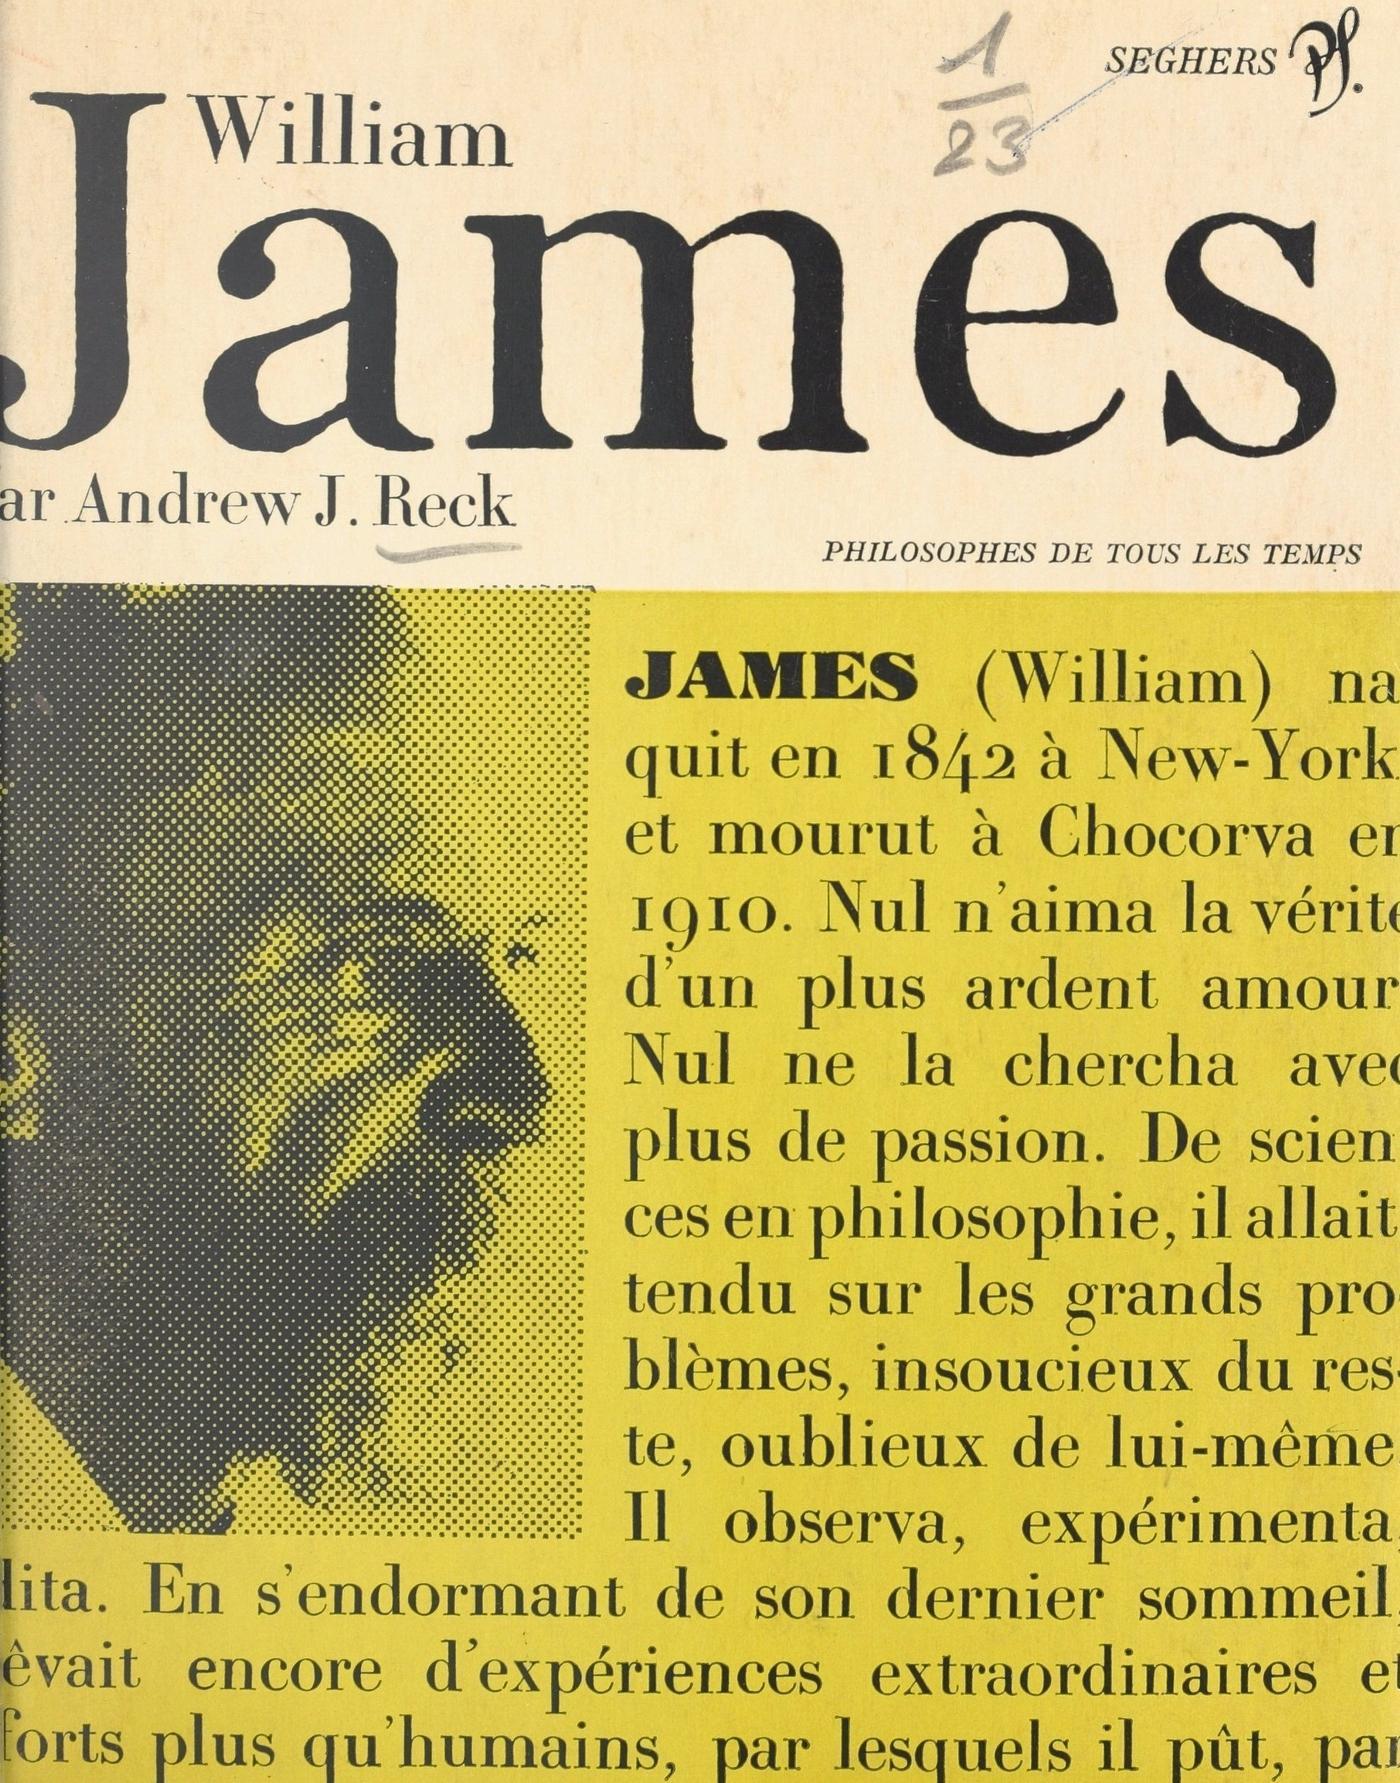 SEGHERS PS.
1
23
William
James
ar Andrew J. Reck
PHILOSOPHES DE TOUS LES TEMPS
JAMES (William) na
quit en 1842 à New-York
et mourut à Chocorva en
1910. Nul n'aima la vérité
d'un plus ardent amour
Nul ne la chercha avec
plus de passion. De scien
ces en philosophie, il allait
tendu sur les grands pro-
blèmes, insoucieux du res-
te, oublieux de lui-même.
Il observa, expérimenta,
lita. En s'endormant de son dernier sommeil,
êvait encore d'expériences extraordinaires et
forts plus qu'humains, par lesquels il pût, par